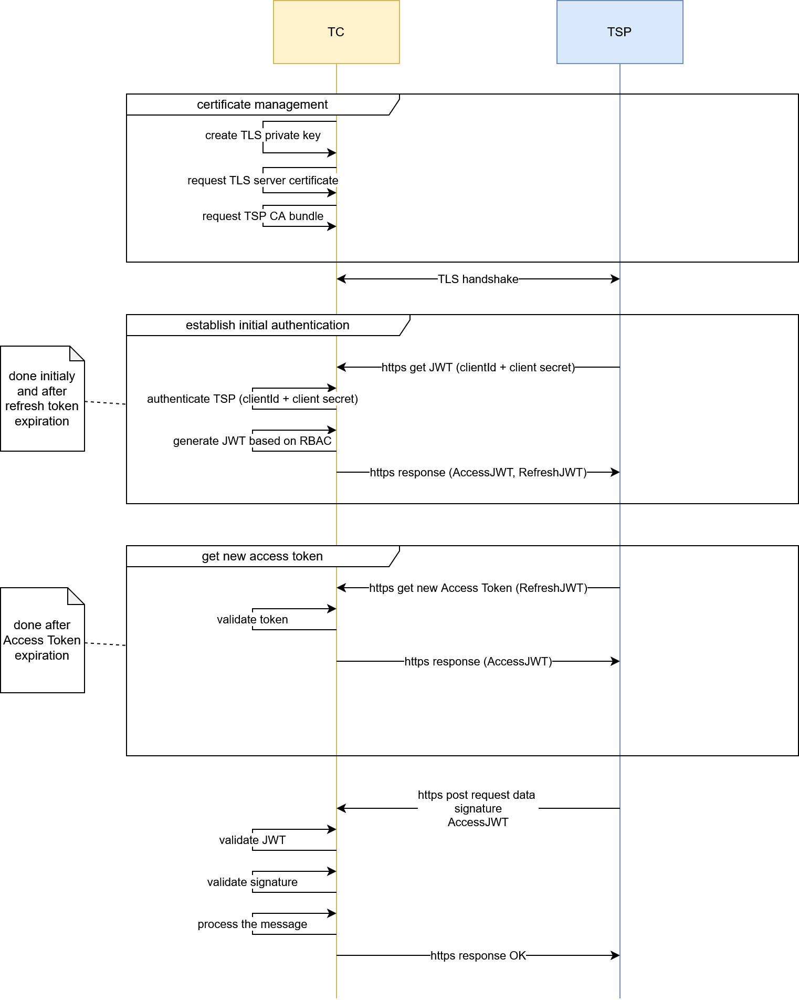 TC
TSP
certificate management
create TLS private key
request TLS server certificate
request TSP CA bundle
TLS handshake
establish initial authentication
done initialy
and after
refresh token
expiration
https get JWT (clientId + client secret)
authenticate TSP (clientId + client secret)
generate JWT based on RBAC
https response (AccessJWT, RefreshJWT)
get new access token
done after
Access Token
expiration
https get new Access Token (RefreshJWT)
validate token
https response (AccessJWT)
https post request data
signature
AccessJWT
validate JWT
validate signature
process the message
https response OK